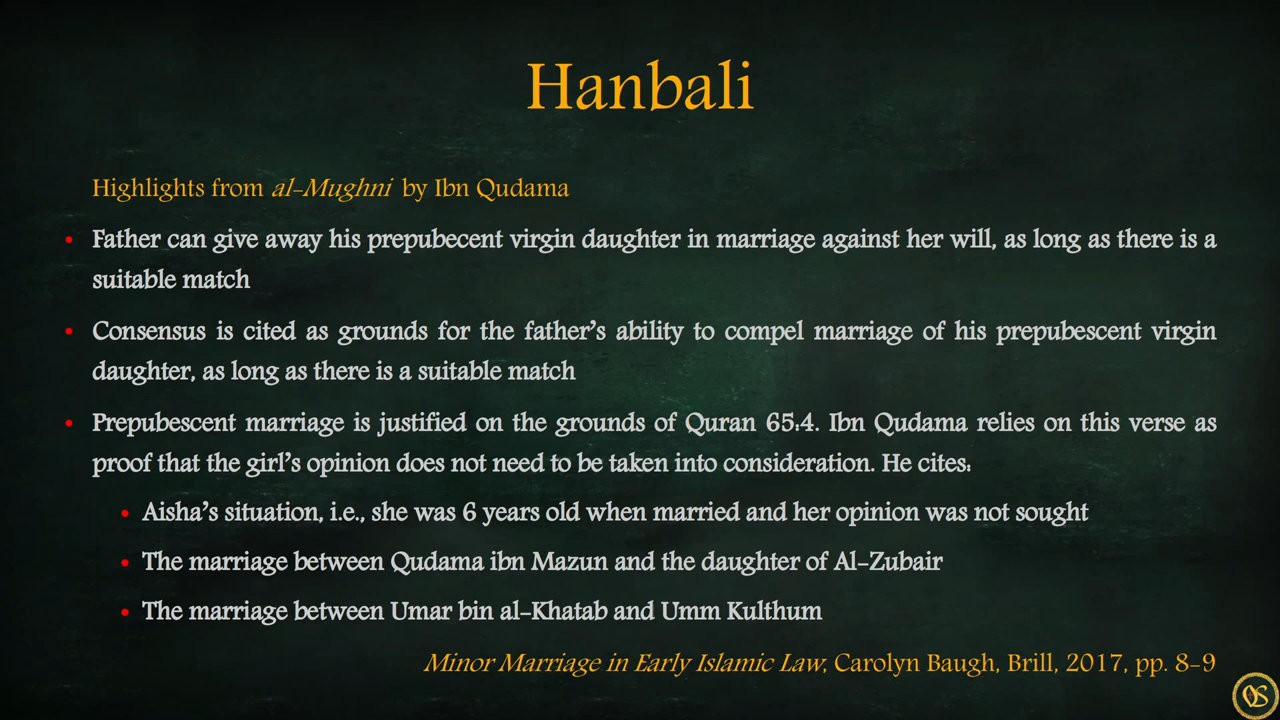 Hanbali
Highlights from al-Mughni by Ibn Qudama
• Father can give away his prepubecent virgin daughter in marriage against her will, as long as there is a
suitable match
• Consensus is cited as grounds for the father's ability to compel marriage of his prepubescent virgin
daughter, as long as there is a suitable match
• Prepubescent marriage is justified on the grounds of Quran 65:4. Ibn Qudama relies on this verse as
proof that the girl's opinion does not need to be taken into consideration. He cites:
• Aisha's situation, i.e., she was 6 years old when married and her opinion was not sought
• The marriage between Qudama ibn Mazun and the daughter of Al-Zubair
• The marriage between Umar bin al-Khatab and Umm Kulthum
Minor Marriage in Early Islamic Law, Carolyn Baugh, Brill, 2017, pp. 8-9